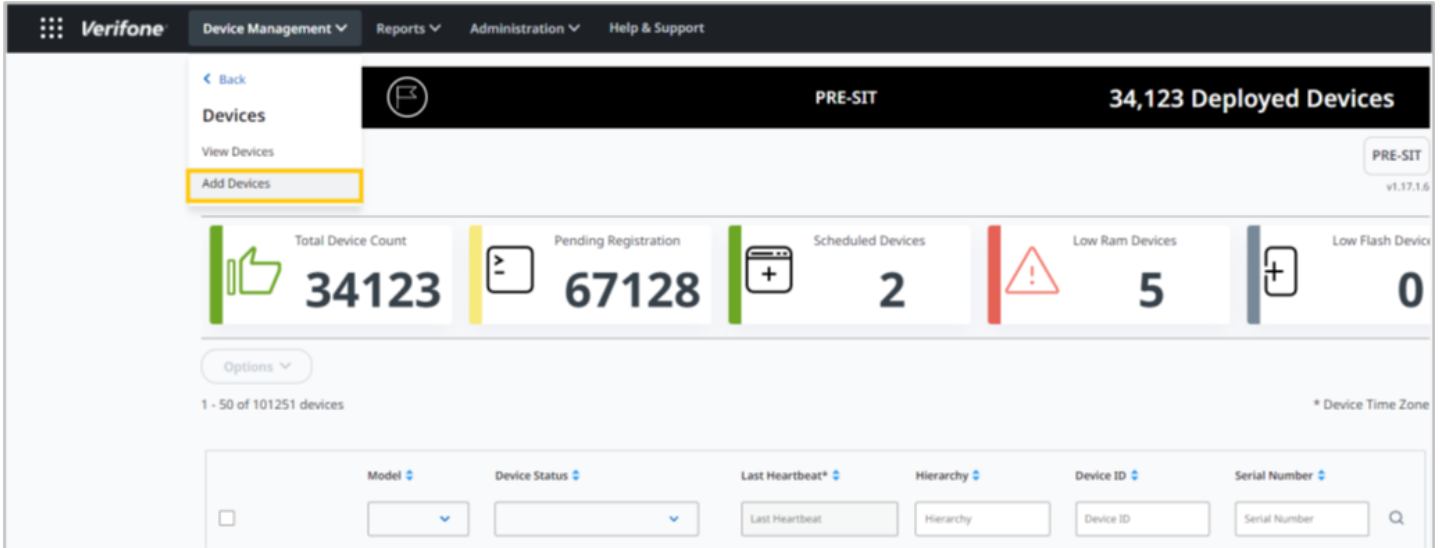 Verifone Device Management Reports Administration Help & Support
Back
Devices
View Devices
Add Devices
PRE-SIT 34,123 Deployed Devices
PRE-SIT
v1.17.1.6
Total Device Count
34123
Pending Registration
67128
Scheduled Devices
2
Low Ram Devices
5
Low Flash Device
0
Options
1 - 50 of 101251 devices * Device Time Zone
Model Device Status Last Heartbeat* Hierarchy Device ID Serial Number
Last Heartbeat Hierarchy Device ID Serial Number